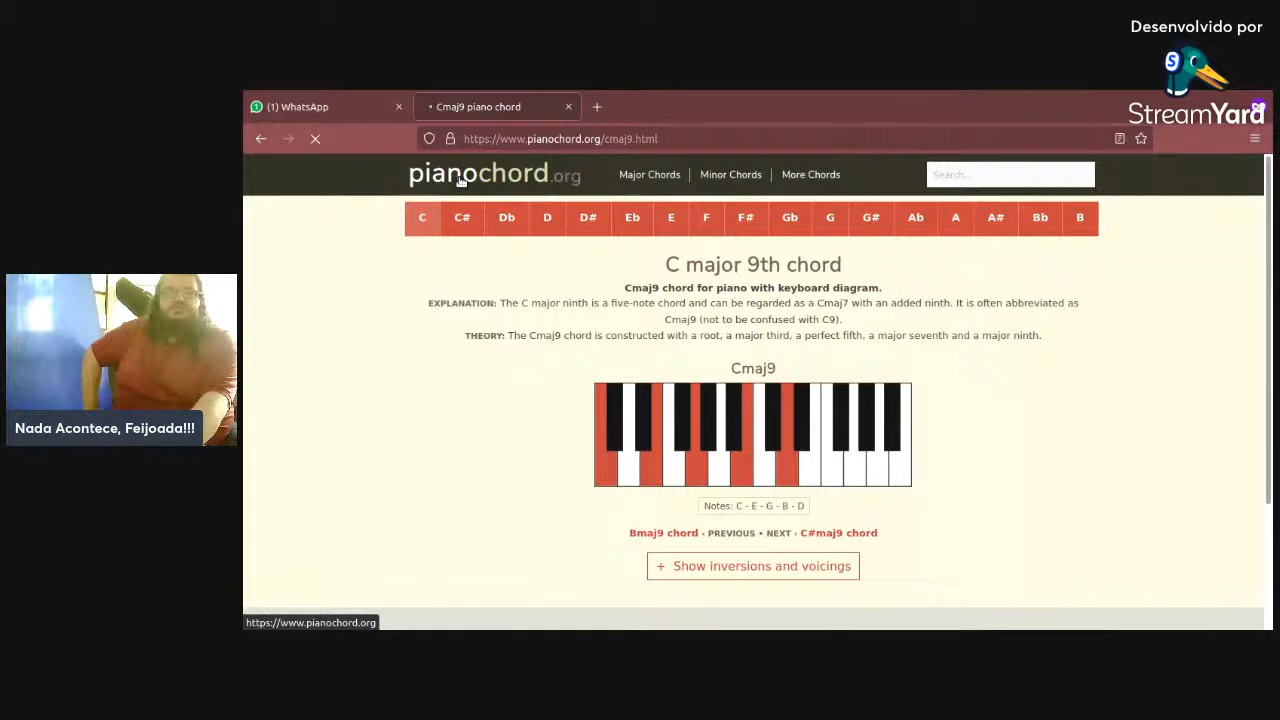 Desenvolvido por
S
StreamYard
(1) WhatsApp
Cmaj9 piano chord
https://www.pianochord.org/cmaj9.html
pianochord.org
Major Chords
Minor Chords
More Chords
Search...
C C# Db D D# Eb E F F# Gb G G# Ab A A# Bb B
C major 9th chord
Cmaj9 chord for piano with keyboard diagram.
EXPLANATION: The C major ninth is a five-note chord and can be regarded as a Cmaj7 with an added ninth. It is often abbreviated as
Cmaj9 (not to be confused with C9).
THEORY: The Cmaj9 chord is constructed with a root, a major third, a perfect fifth, a major seventh and a major ninth.
Cmaj9
Notes: C - E - G - B - D
Bmaj9 chord ‹ PREVIOUS • NEXT › C#maj9 chord
+ Show inversions and voicings
https://www.pianochord.org
Nada Acontece, Feijoada!!!